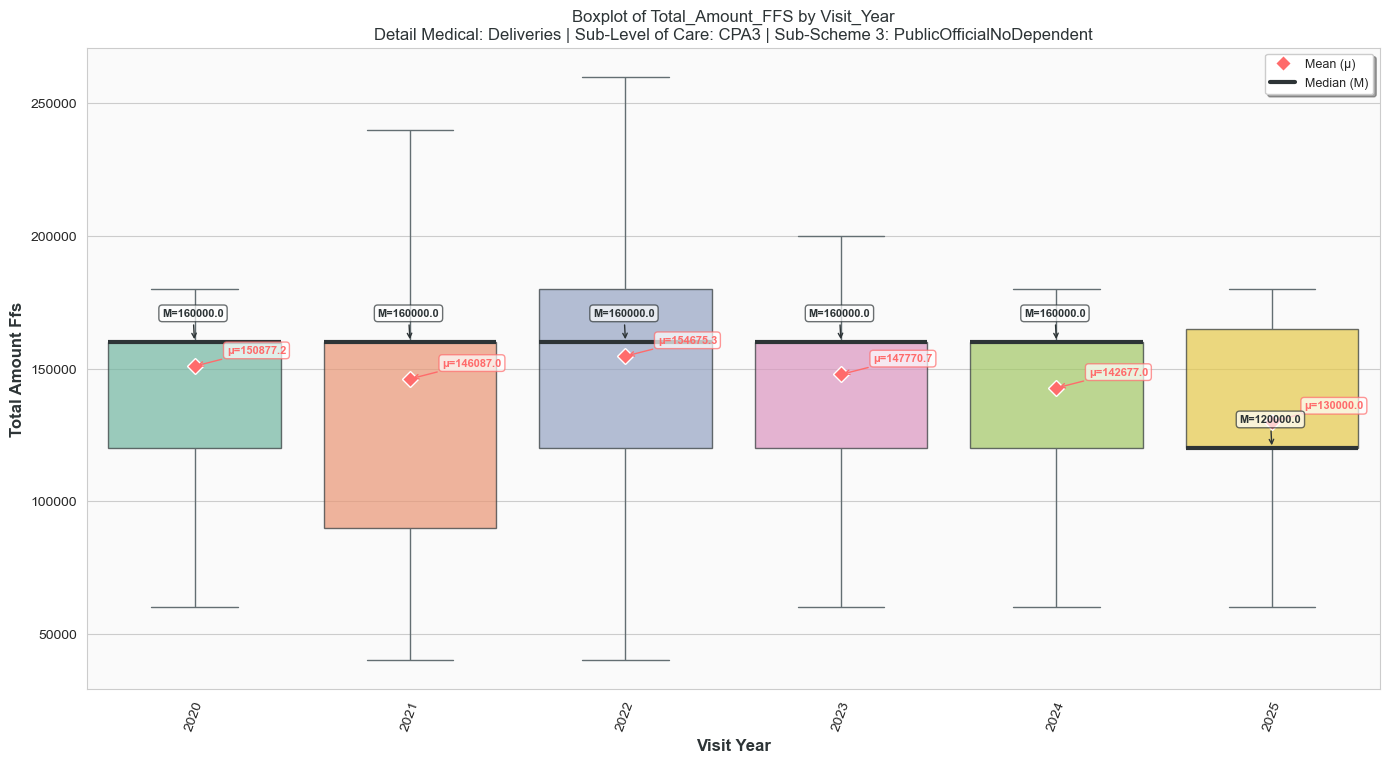 Boxplot of Total_Amount_FFS by Visit_Year
Detail Medical: Deliveries | Sub-Level of Care: CPA3 | Sub-Scheme 3: PublicOfficialNoDependent
Mean (μ)
Median (M)
Total Amount Ffs
250000
200000
150000
100000
50000
M=160000.0
μ=150877.2
M=160000.0
μ=146087.0
M=160000.0
μ=154675.3
M=160000.0
μ=147770.7
M=160000.0
μ=142677.0
M=120000.0
μ=130000.0
2020
2021
2022
2023
2024
2025
Visit Year